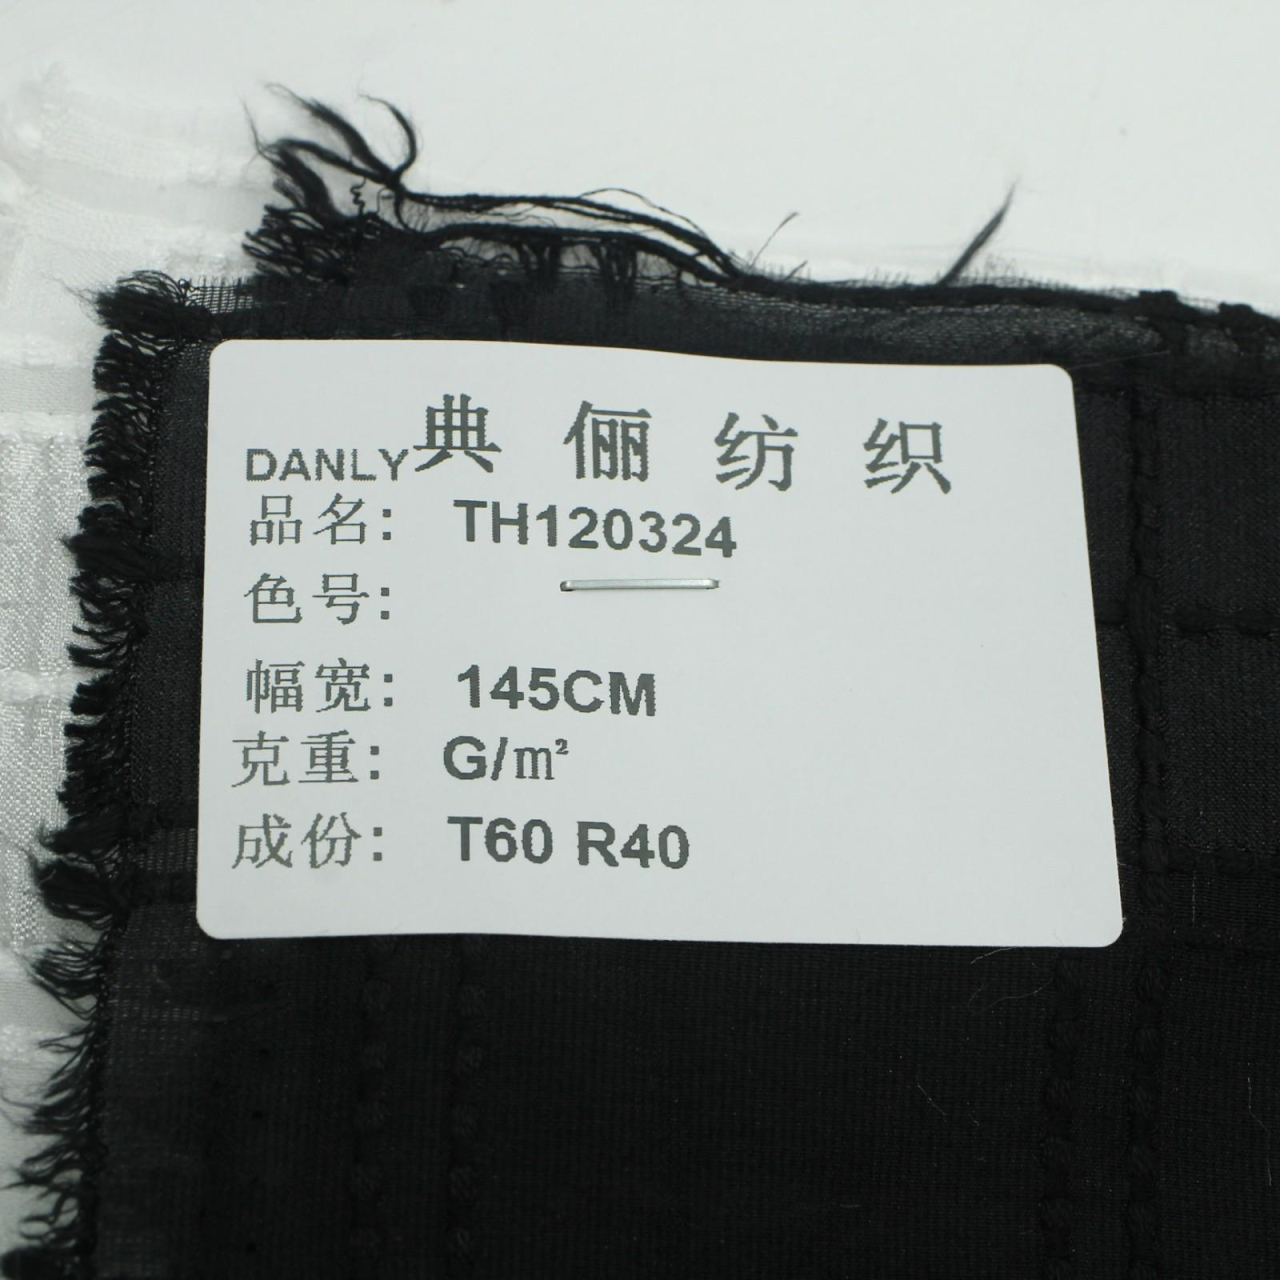 DANLY典俪纺织
品名: TH120324
色号:
幅宽: 145CM
克重: G/m²
成份: T60 R40